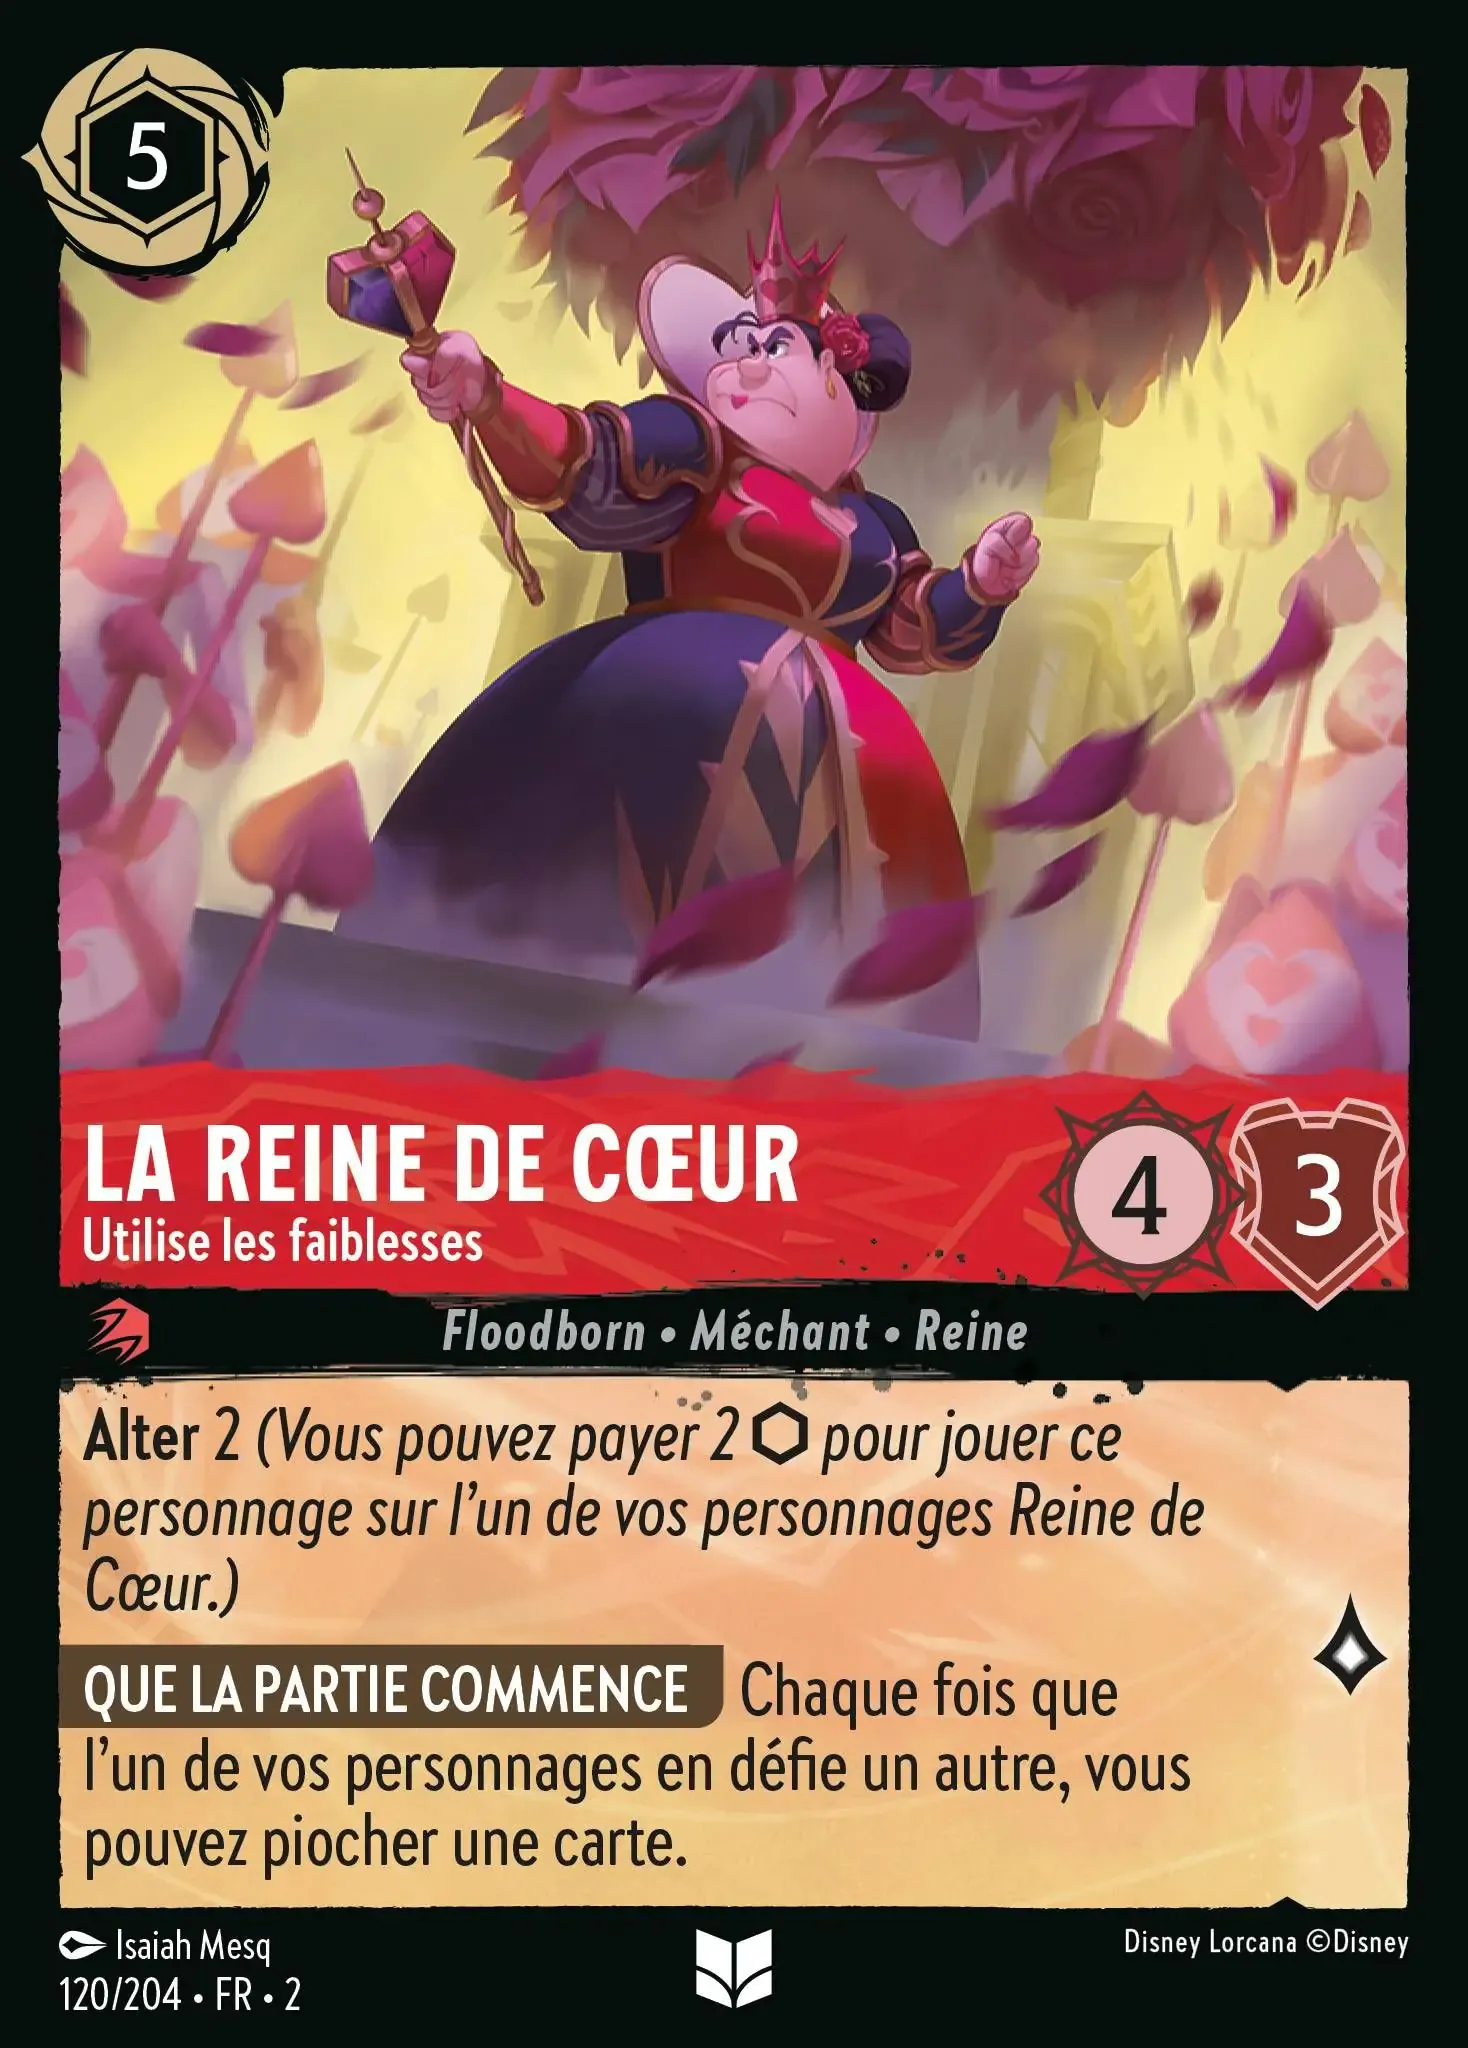 5
LA REINE DE CŒUR
Utilise les faiblesses
4
3
Floodborn • Méchant • Reine
Alter 2 (Vous pouvez payer 2 ⬡ pour jouer ce
personnage sur l’un de vos personnages Reine de
Cœur.)
QUE LA PARTIE COMMENCE Chaque fois que
l’un de vos personnages en défie un autre, vous
pouvez piocher une carte.
Isaiah Mesq
Disney Lorcana ©Disney
120/204 • FR • 2